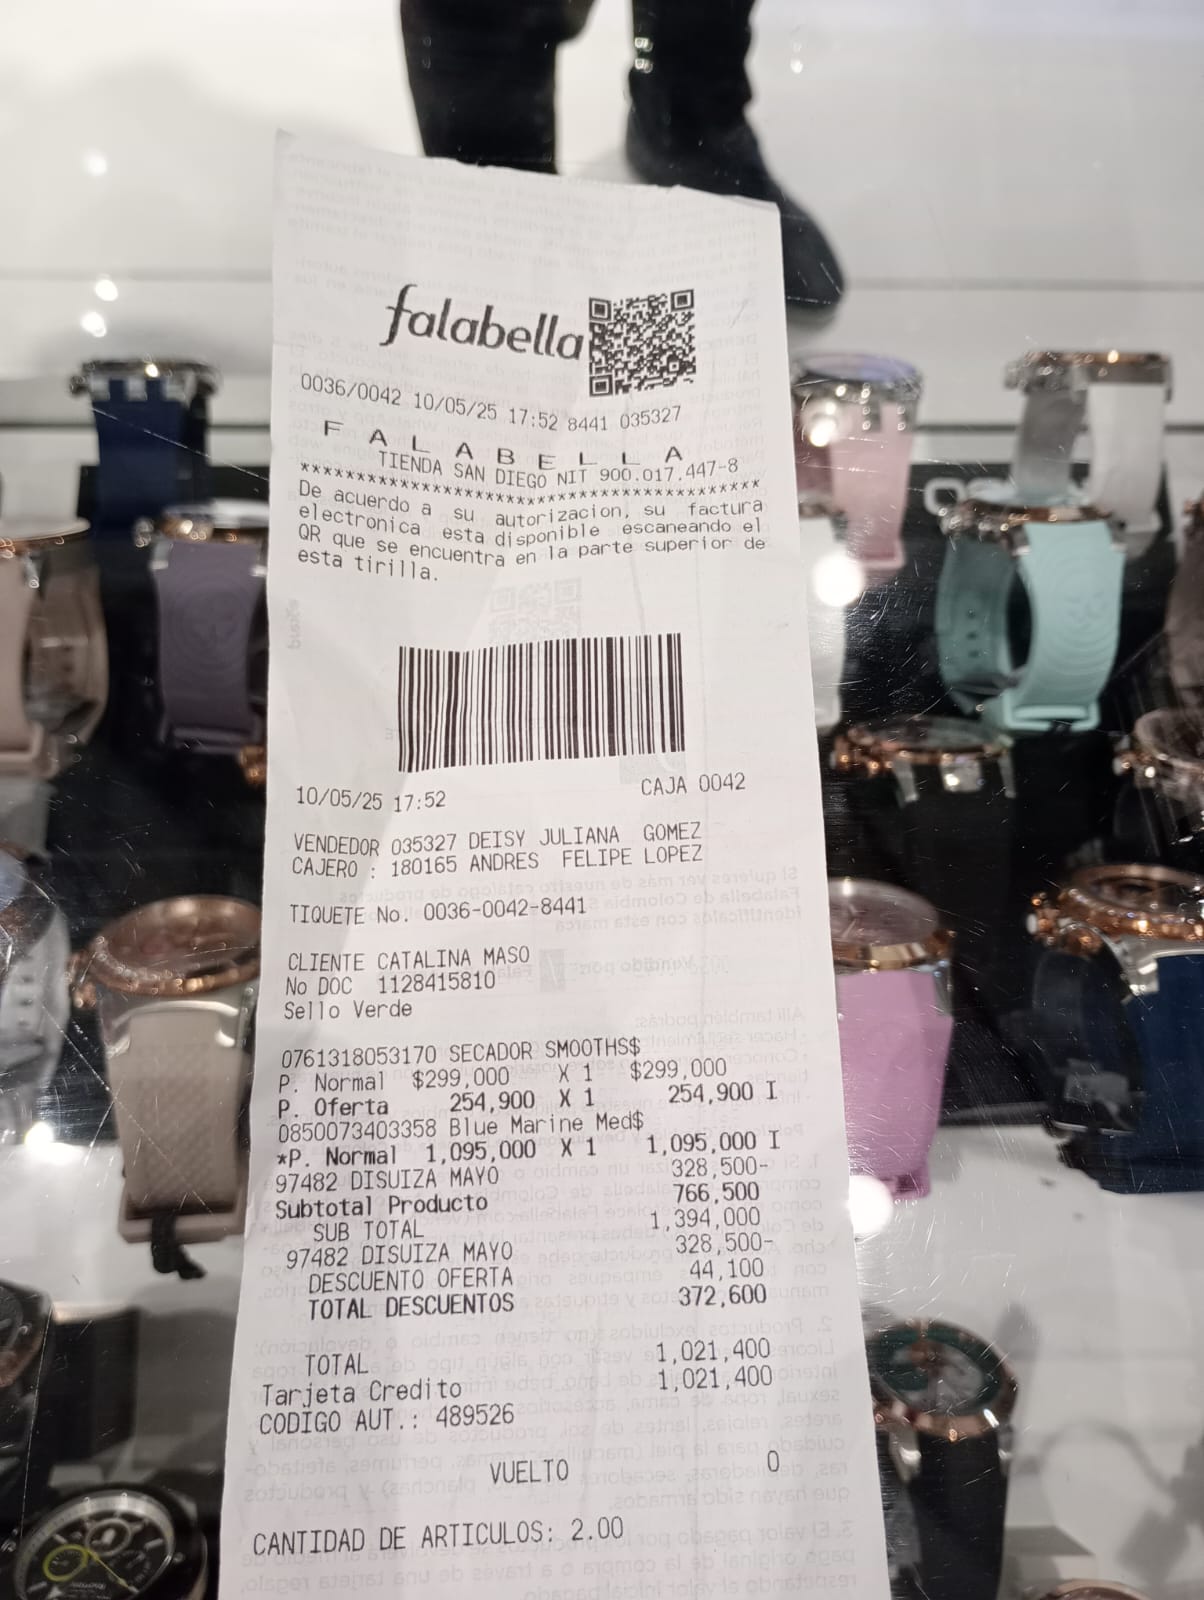 falabella
0036/0042 10/05/25 17:52 8441 035327
F A L A B E L L A
TIENDA SAN DIEGO NIT 900.017.447-8
************************************************
De acuerdo a su autorizacion, su factura
electronica esta disponible escaneando el
QR que se encuentra en la parte superior de
esta tirilla.
10/05/25 17:52 CAJA 0042
VENDEDOR 035327 DEISY JULIANA GOMEZ
CAJERO : 180165 ANDRES FELIPE LOPEZ
TIQUETE No. 0036-0042-8441
CLIENTE CATALINA MASO
No DOC 1128415810
Sello Verde
0761318053170 SECADOR SMOOTHS$
P. Normal $299,000 X 1 $299,000
P. Oferta 254,900 X 1 254,900 I
0850073403358 Blue Marine Med$
*P. Normal 1,095,000 X 1 1,095,000 I
97482 DISUIZA MAYO 328,500-
Subtotal Producto 766,500
SUB TOTAL 1,394,000
97482 DISUIZA MAYO 328,500-
DESCUENTO OFERTA 44,100
TOTAL DESCUENTOS 372,600
TOTAL 1,021,400
Tarjeta Credito 1,021,400
CODIGO AUT.: 489526
VUELTO 0
CANTIDAD DE ARTICULOS: 2.00